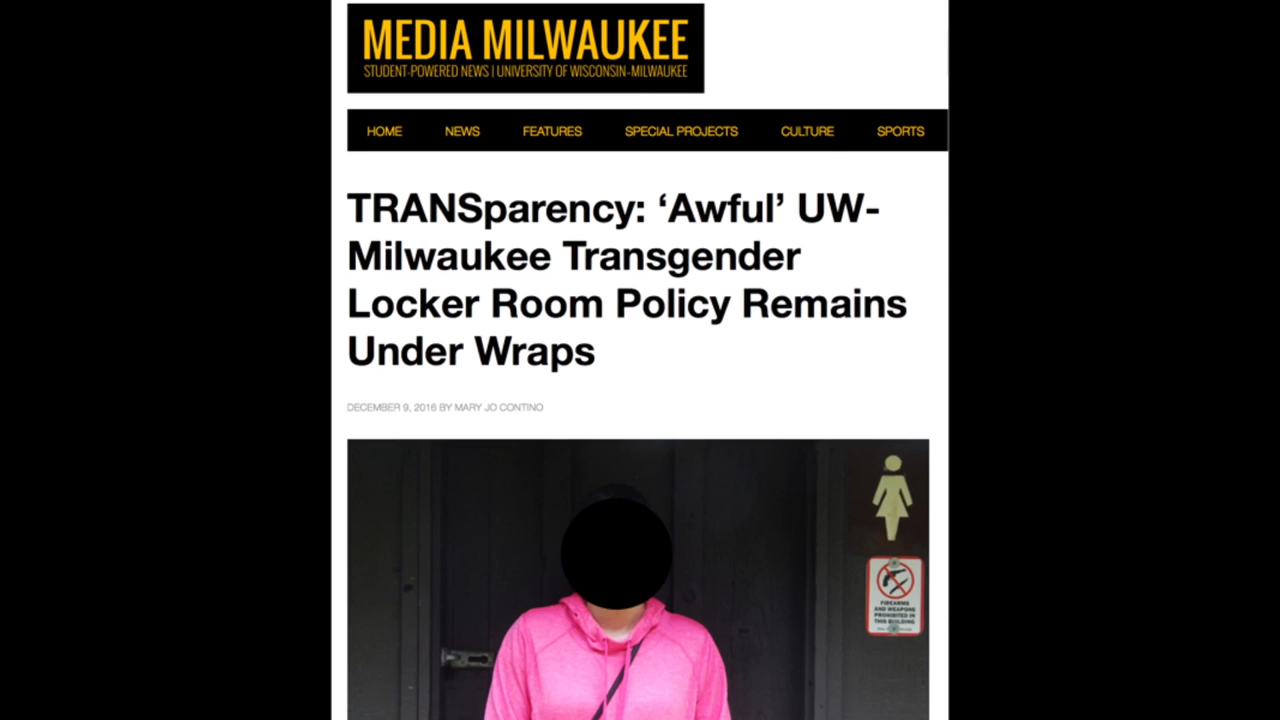 MEDIA MILWAUKEE
STUDENT-POWERED NEWS | UNIVERSITY OF WISCONSIN-MILWAUKEE
HOME NEWS FEATURES SPECIAL PROJECTS CULTURE SPORTS
TRANSparency: ‘Awful’ UW-
Milwaukee Transgender
Locker Room Policy Remains
Under Wraps
DECEMBER 9, 2016 BY MARY JO CONTINO
FIREARMS
AND WEAPONS
PROHIBITED IN
THIS BUILDING